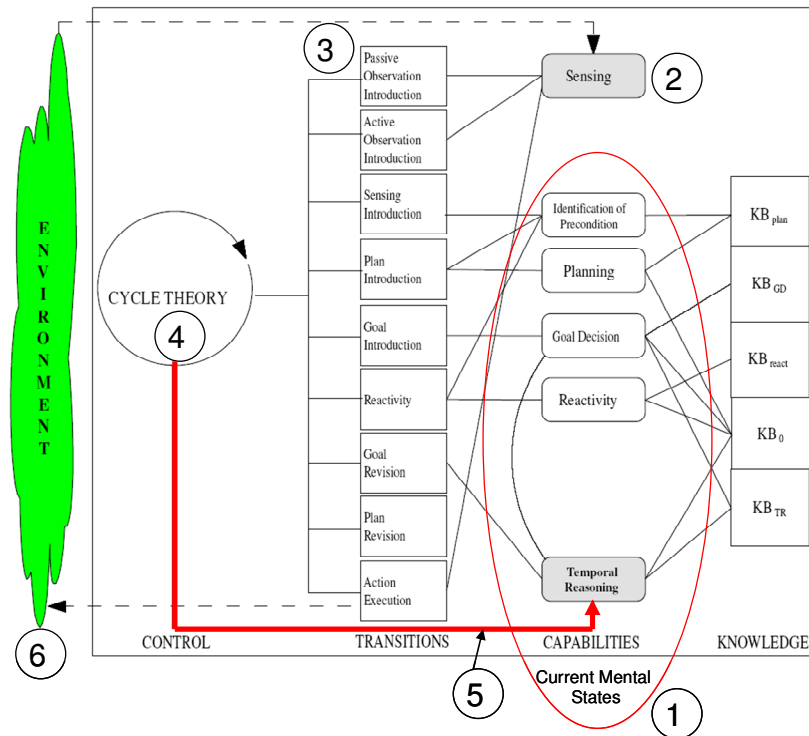 3
Passive
Observation
Introduction
Sensing
2
Active
Observation
Introduction
Sensing
Introduction
Identification of
Precondition
KB plan
ENVIRONMENT
Plan
Introduction
Planning
KB GD
CYCLE THEORY
4
Goal
Introduction
Goal Decision
KB react
Reactivity
Reactivity
KB 0
Goal
Revision
KB TR
Plan
Revision
Action
Execution
Temporal
Reasoning
6
CONTROL
TRANSITIONS
CAPABILITIES
KNOWLEDGE
5
Current Mental
States
1